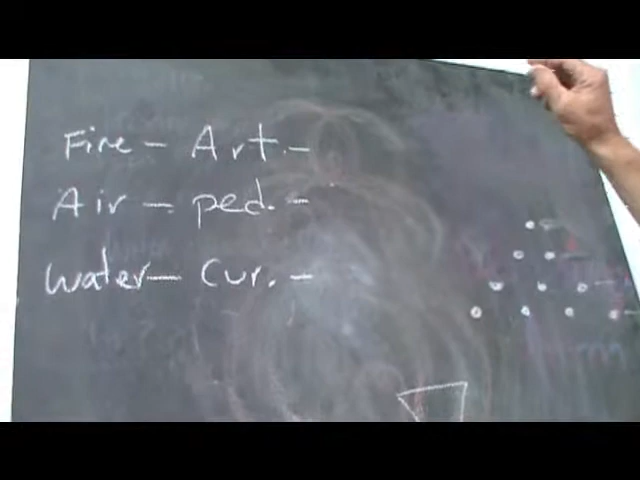 Fire – Art. –
Air – ped. –
Water – Cur. –